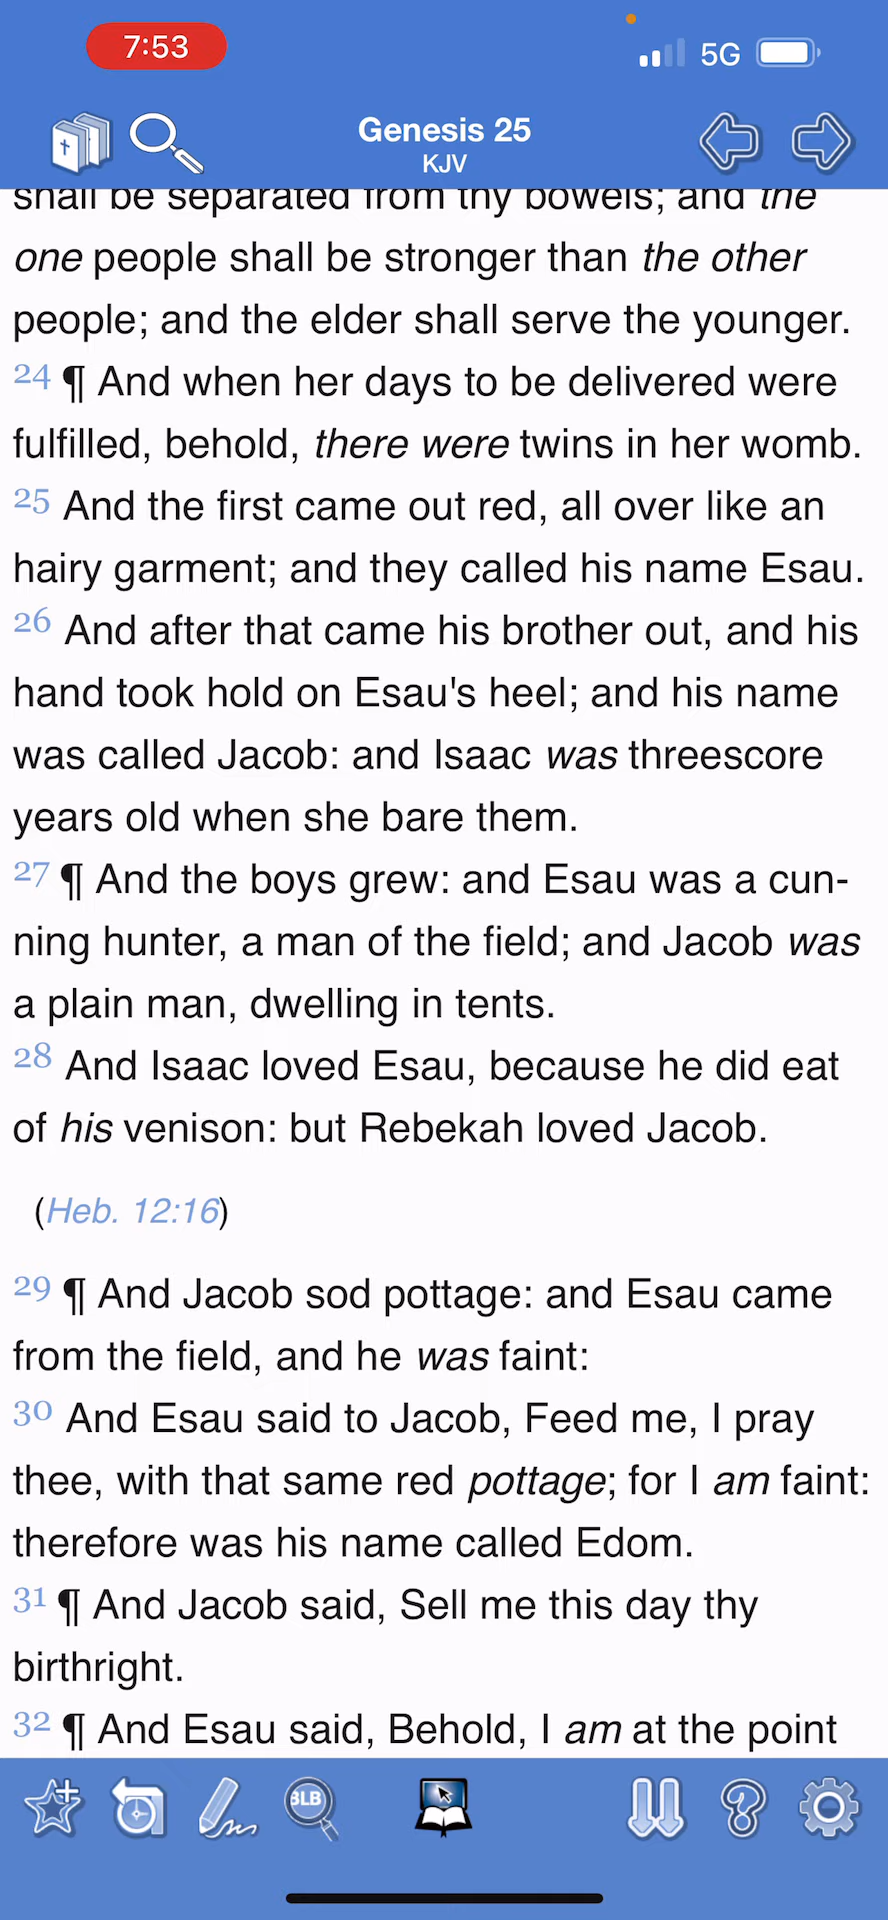 7:53
5G
Genesis 25
KJV
shall be separated from thy bowels; and the
one people shall be stronger than the other
people; and the elder shall serve the younger.
24 ¶ And when her days to be delivered were
fulfilled, behold, there were twins in her womb.
25 And the first came out red, all over like an
hairy garment; and they called his name Esau.
26 And after that came his brother out, and his
hand took hold on Esau's heel; and his name
was called Jacob: and Isaac was threescore
years old when she bare them.
27 ¶ And the boys grew: and Esau was a cun-
ning hunter, a man of the field; and Jacob was
a plain man, dwelling in tents.
28 And Isaac loved Esau, because he did eat
of his venison: but Rebekah loved Jacob.
(Heb. 12:16)
29 ¶ And Jacob sod pottage: and Esau came
from the field, and he was faint:
30 And Esau said to Jacob, Feed me, I pray
thee, with that same red pottage; for I am faint:
therefore was his name called Edom.
31 ¶ And Jacob said, Sell me this day thy
birthright.
32 ¶ And Esau said, Behold, I am at the point
BLB